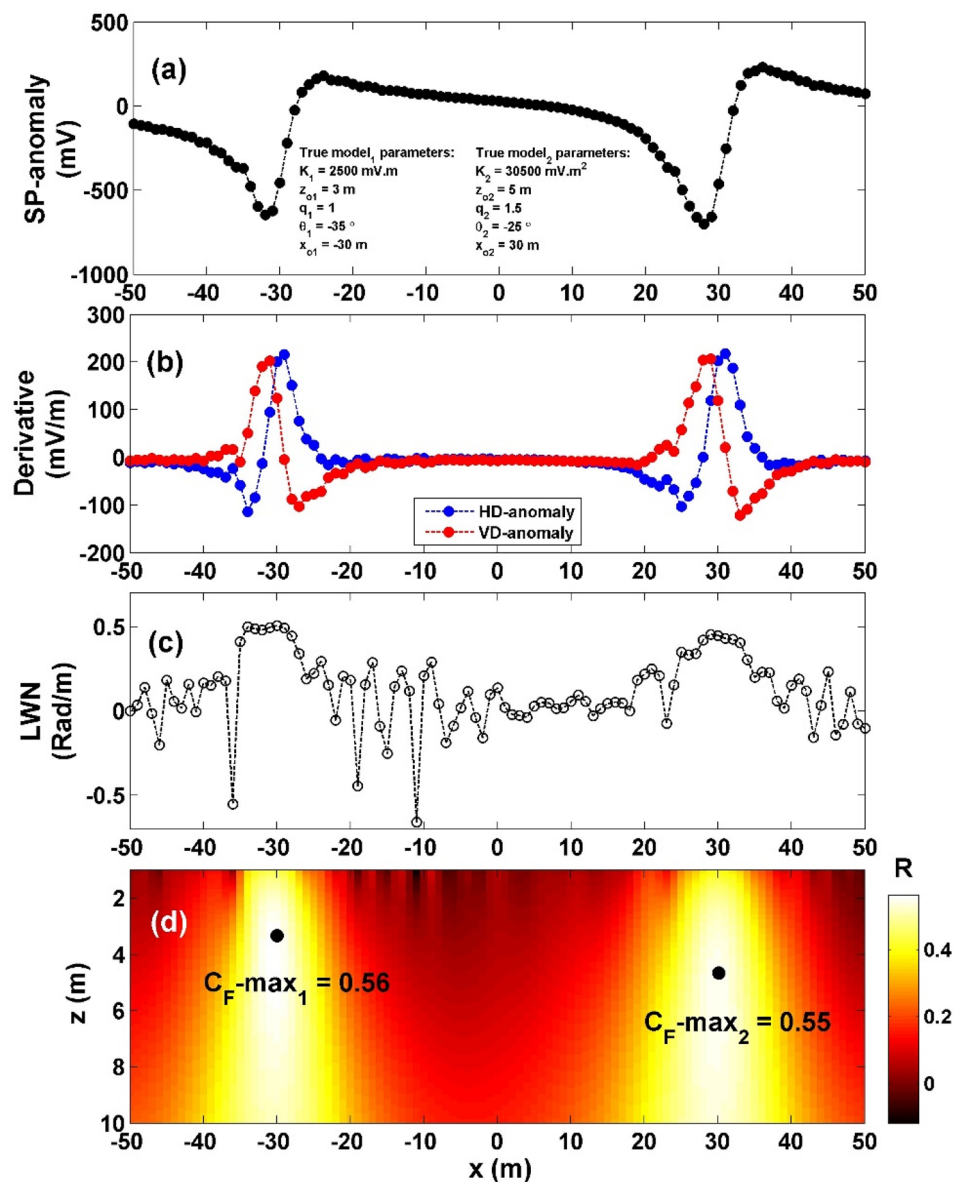 500
0
-500
-1000
SP-anomaly
(mV)
(a)
True model1 parameters:
K1 = 2500 mV.m
zo1 = 3 m
q1 = 1
θ1 = -35 °
xo1 = -30 m
True model2 parameters:
K2 = 30500 mV.m²
zo2 = 5 m
q2 = 1.5
θ2 = -25 °
xo2 = 30 m
-50 -40 -30 -20 -10 0 10 20 30 40 50
300
200
100
0
-100
-200
Derivative
(mV/m)
(b)
HD-anomaly
VD-anomaly
-50 -40 -30 -20 -10 0 10 20 30 40 50
0.5
0
-0.5
LWN
(Rad/m)
(c)
-50 -40 -30 -20 -10 0 10 20 30 40 50
2
4
6
8
10
z (m)
(d)
CF-max1 = 0.56
CF-max2 = 0.55
-50 -40 -30 -20 -10 0 10 20 30 40 50
x (m)
R
0.4
0.2
0